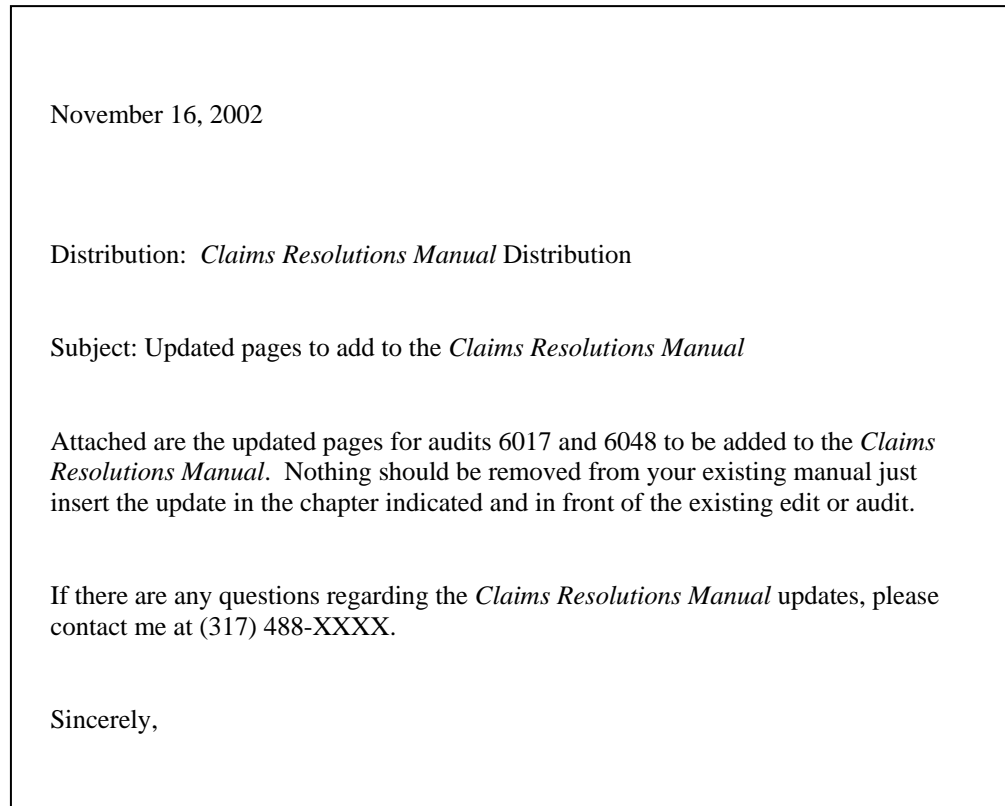 November 16, 2002
Distribution:  Claims Resolutions Manual Distribution
Subject: Updated pages to add to the Claims Resolutions Manual
Attached are the updated pages for audits 6017 and 6048 to be added to the Claims
Resolutions Manual.  Nothing should be removed from your existing manual just
insert the update in the chapter indicated and in front of the existing edit or audit.
If there are any questions regarding the Claims Resolutions Manual updates, please
contact me at (317) 488-XXXX.
Sincerely,